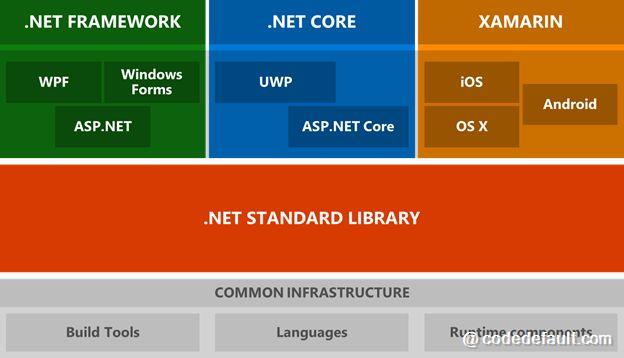 .NET FRAMEWORK
.NET CORE
XAMARIN
WPF
Windows
Forms
ASP.NET
UWP
ASP.NET Core
iOS
Android
OS X
.NET STANDARD LIBRARY
COMMON INFRASTRUCTURE
Build Tools
Languages
Runtime components
@codedefault.com